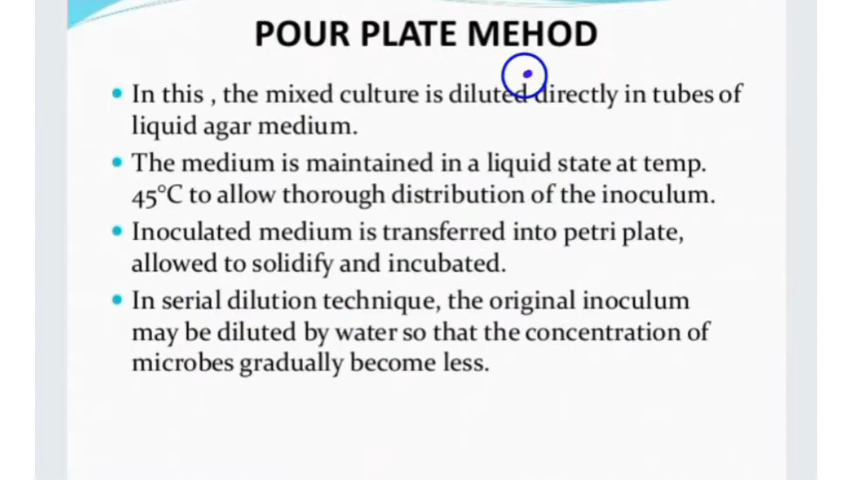 POUR PLATE MEHOD
• In this , the mixed culture is diluted directly in tubes of
liquid agar medium.
• The medium is maintained in a liquid state at temp.
45°C to allow thorough distribution of the inoculum.
• Inoculated medium is transferred into petri plate,
allowed to solidify and incubated.
• In serial dilution technique, the original inoculum
may be diluted by water so that the concentration of
microbes gradually become less.